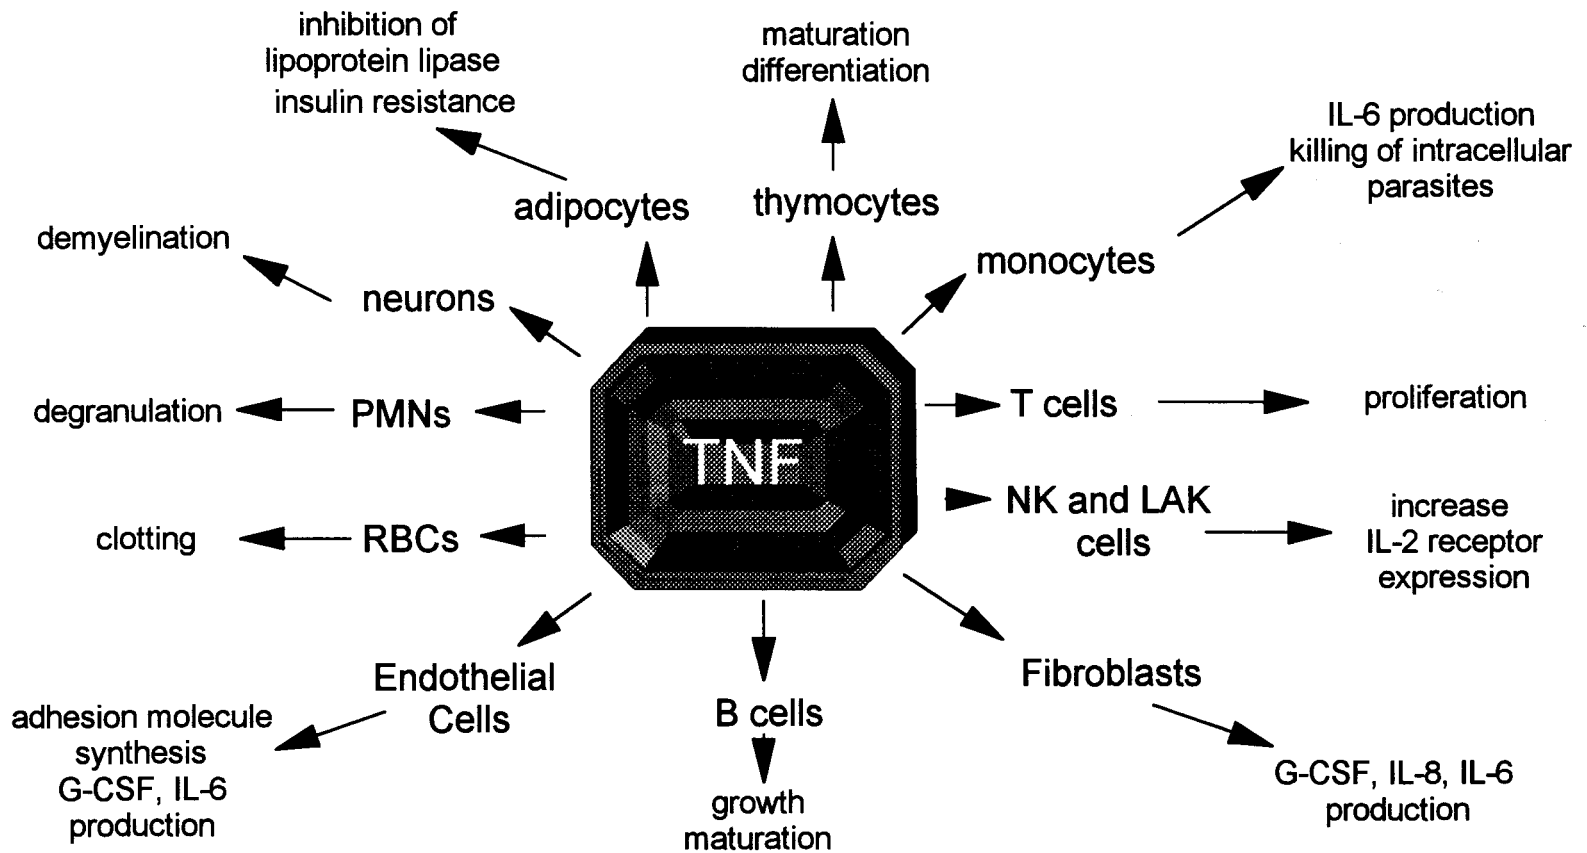 inhibition of
lipoprotein lipase
insulin resistance
maturation
differentiation
IL-6 production
killing of intracellular
parasites
adipocytes
thymocytes
monocytes
demyelination
neurons
degranulation
PMNs
TNF
T cells
proliferation
clotting
RBCs
NK and LAK
cells
increase
IL-2 receptor
expression
Endothelial
Cells
adhesion molecule
synthesis
G-CSF, IL-6
production
B cells
growth
maturation
Fibroblasts
G-CSF, IL-8, IL-6
production